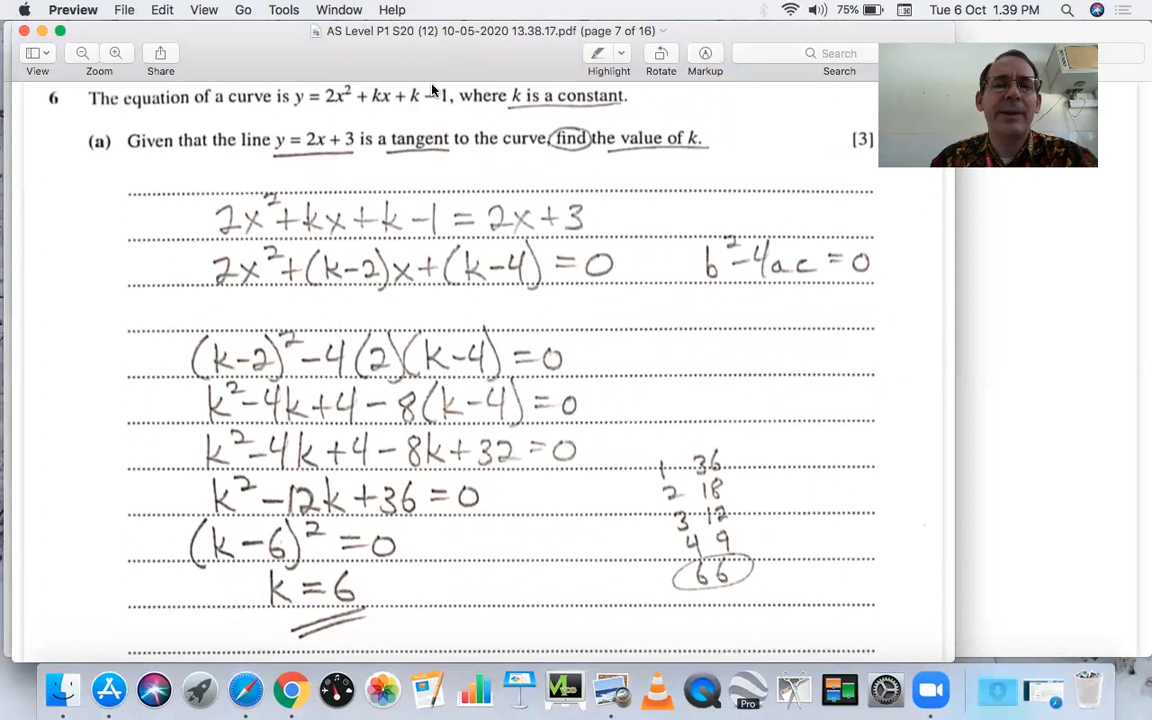 Preview File Edit View Go Tools Window Help 75% Tue 6 Oct 1.39 PM
AS Level P1 S20 (12) 10-05-2020 13.38.17.pdf (page 7 of 16)
View Zoom Share Highlight Rotate Markup Search
Search
6 The equation of a curve is y = 2x² + kx + k − 1, where k is a constant.
(a) Given that the line y = 2x + 3 is a tangent to the curve, find the value of k. [3]
2x²+kx+k-1 = 2x+3
2x²+(k-2)x+(k-4) = 0 b²-4ac = 0
(k-2)²-4(2)(k-4) = 0
k²-4k+4-8(k-4) = 0
k²-4k+4-8k+32 = 0
k²-12k+36 = 0
(k-6)² = 0
k = 6
1 36
2 18
3 12
4 9
6 6
Pro